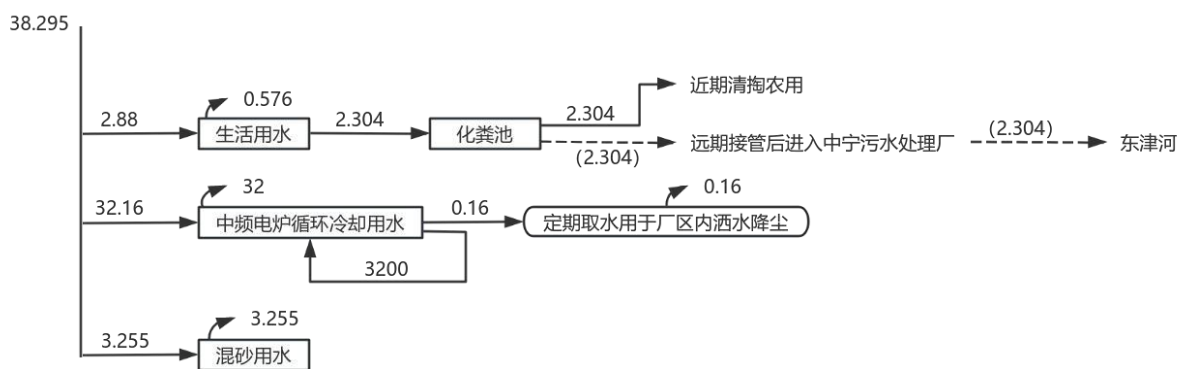 38.295
近期清掏农用
0.576
2.88
生活用水
2.304
化粪池
2.304
远期接管后进入中宁污水处理厂
(2.304)
东津河
(2.304)
32
0.16
32.16
中频电炉循环冷却用水
0.16
定期取水用于厂区内洒水降尘
3200
3.255
3.255
混砂用水